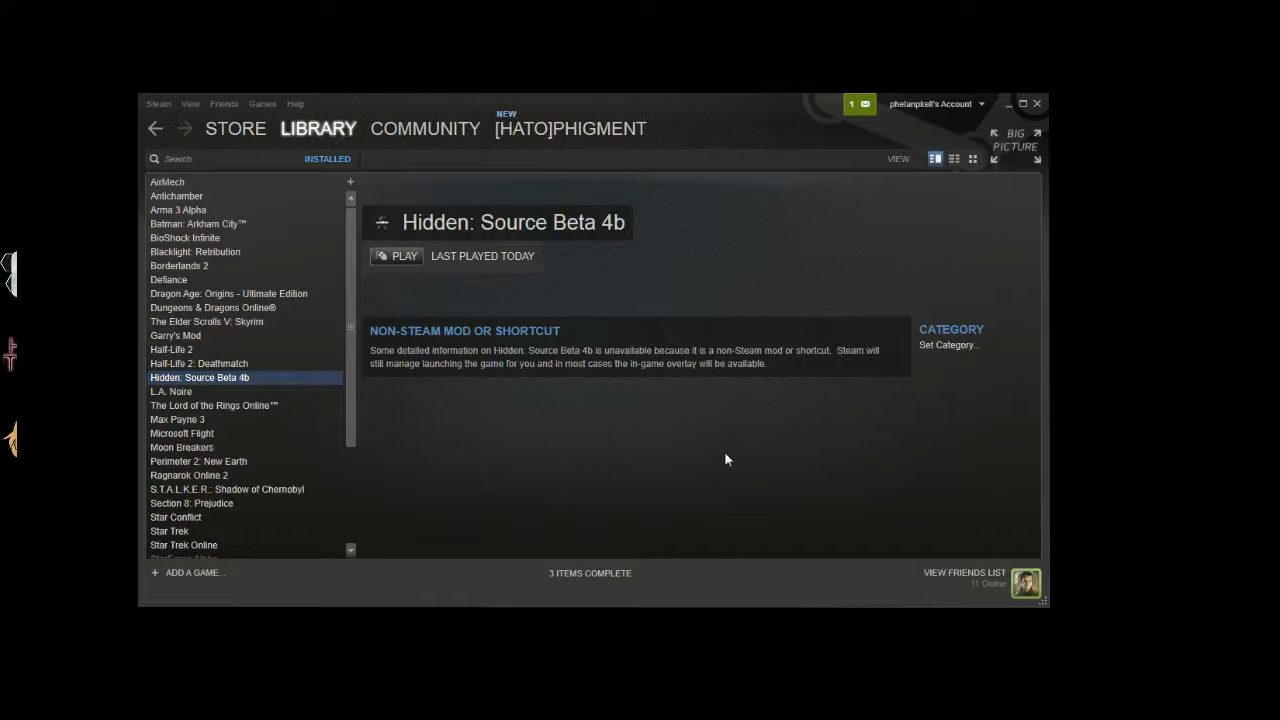 Steam View Friends Games Help
1
phelanpkell's Account
NEW
STORE LIBRARY COMMUNITY [HATO]PHIGMENT
BIG
PICTURE
Search INSTALLED
VIEW
AirMech
Antichamber
Arma 3 Alpha
Batman: Arkham City™
BioShock Infinite
Blacklight: Retribution
Borderlands 2
Defiance
Dragon Age: Origins - Ultimate Edition
Dungeons & Dragons Online®
The Elder Scrolls V: Skyrim
Garry's Mod
Half-Life 2
Half-Life 2: Deathmatch
Hidden: Source Beta 4b
L.A. Noire
The Lord of the Rings Online™
Max Payne 3
Microsoft Flight
Moon Breakers
Perimeter 2: New Earth
Ragnarok Online 2
S.T.A.L.K.E.R.: Shadow of Chernobyl
Section 8: Prejudice
Star Conflict
Star Trek
Star Trek Online
Hidden: Source Beta 4b
PLAY LAST PLAYED TODAY
NON-STEAM MOD OR SHORTCUT
Some detailed information on Hidden: Source Beta 4b is unavailable because it is a non-Steam mod or shortcut. Steam will
still manage launching the game for you and in most cases the in-game overlay will be available.
CATEGORY
Set Category...
+ ADD A GAME...
3 ITEMS COMPLETE
VIEW FRIENDS LIST
11 Online